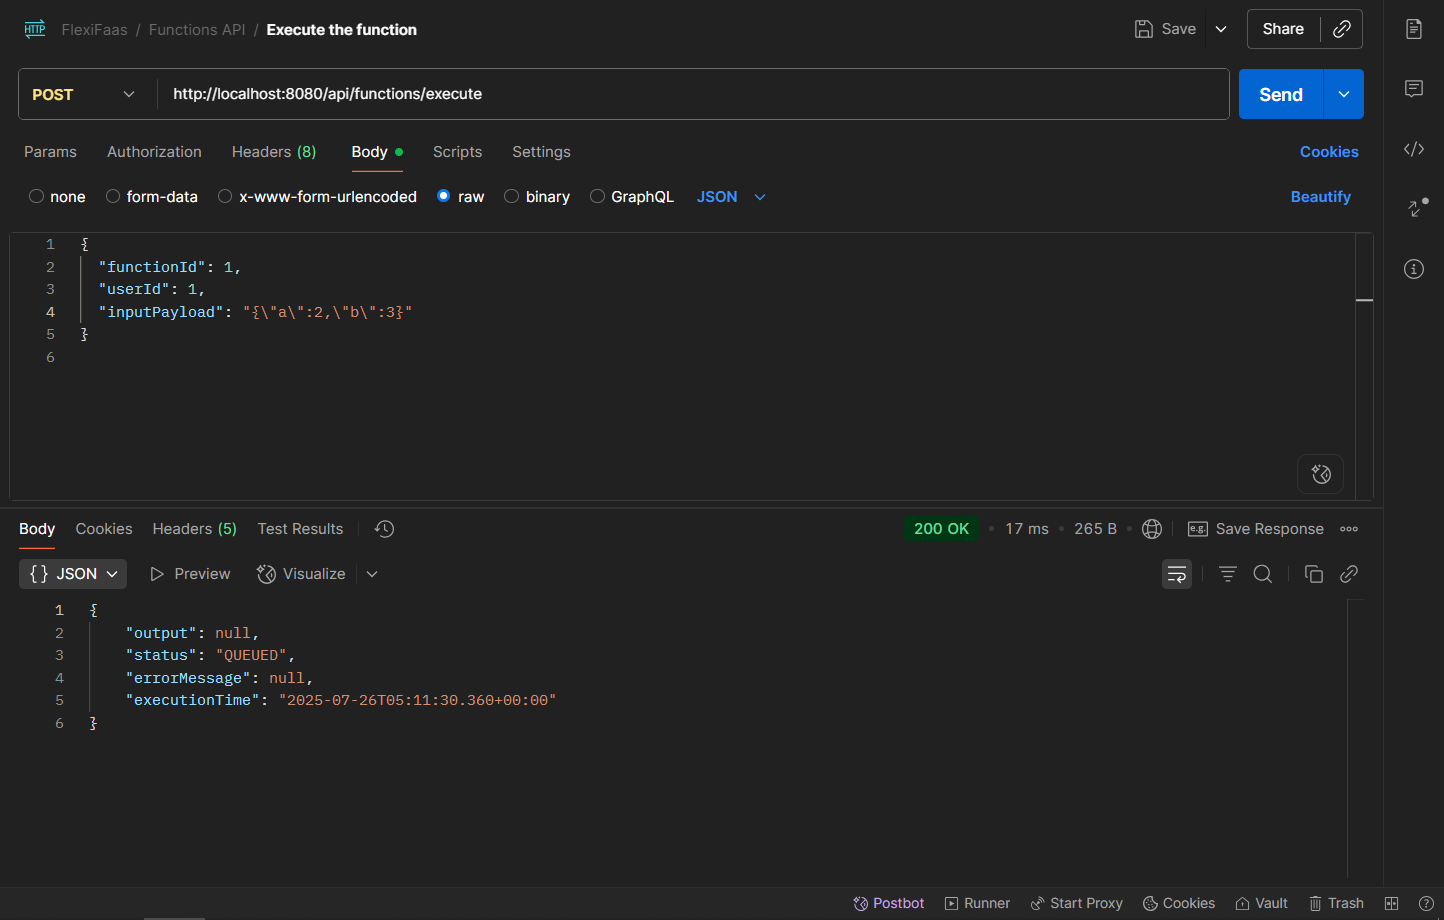 HTTP FlexiFaas / Functions API / Execute the function Save Share
POST http://localhost:8080/api/functions/execute Send
Params Authorization Headers (8) Body Scripts Settings Cookies
none form-data x-www-form-urlencoded raw binary GraphQL JSON Beautify
1 {
2 "functionId": 1,
3 "userId": 1,
4 "inputPayload": "{\"a\":2,\"b\":3}"
5 }
6
Body Cookies Headers (5) Test Results 200 OK • 17 ms • 265 B • e.g. Save Response
{} JSON Preview Visualize
1 {
2 "output": null,
3 "status": "QUEUED",
4 "errorMessage": null,
5 "executionTime": "2025-07-26T05:11:30.360+00:00"
6 }
Postbot Runner Start Proxy Cookies Vault Trash